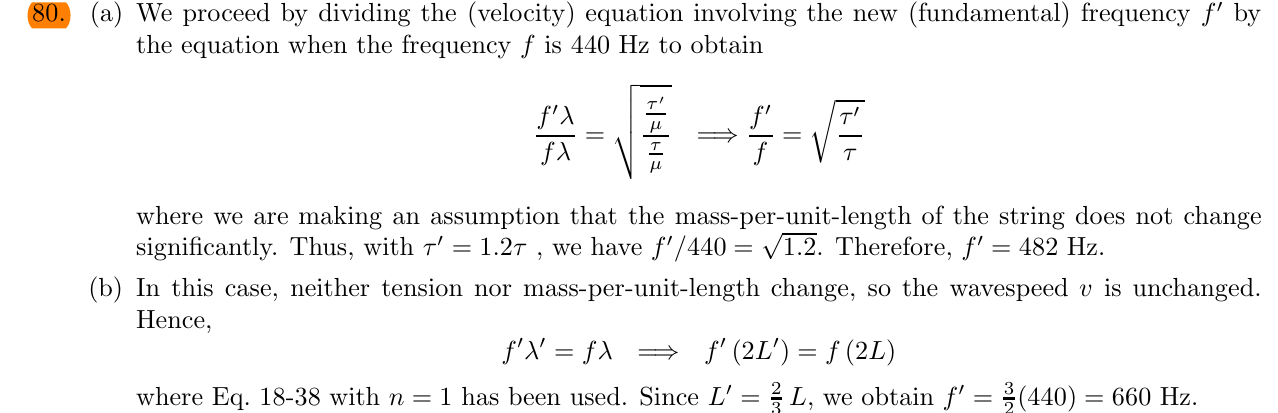 80. (a) We proceed by dividing the (velocity) equation involving the new (fundamental) frequency f′ by
the equation when the frequency f is 440 Hz to obtain
f′λ/fλ = √((τ′/μ)/(τ/μ)) ⟹ f′/f = √(τ′/τ)
where we are making an assumption that the mass-per-unit-length of the string does not change
significantly. Thus, with τ′ = 1.2τ , we have f′/440 = √1.2. Therefore, f′ = 482 Hz.
(b) In this case, neither tension nor mass-per-unit-length change, so the wavespeed v is unchanged.
Hence,
f′λ′ = fλ ⟹ f′ (2L′) = f (2L)
where Eq. 18-38 with n = 1 has been used. Since L′ = 2/3 L, we obtain f′ = 3/2(440) = 660 Hz.